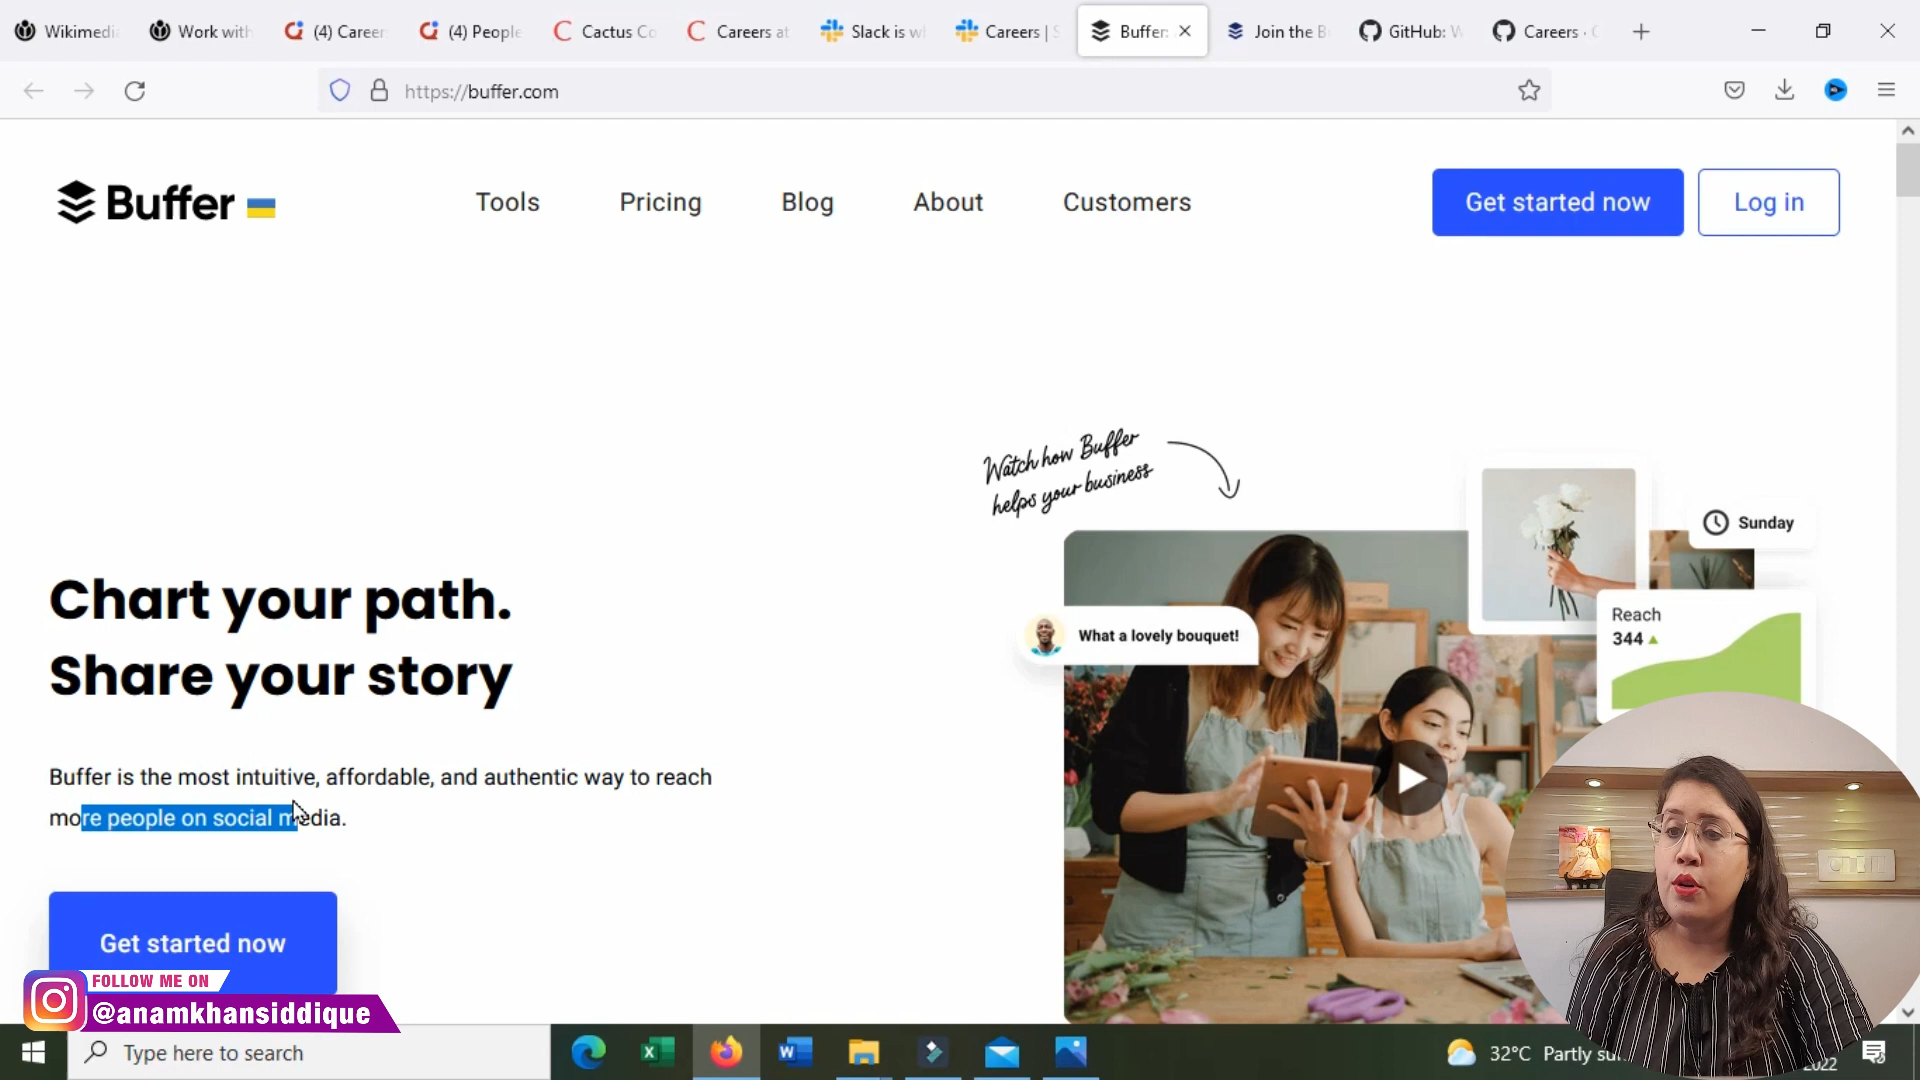 Wikimedi
Work with
(4) Career
(4) People
Cactus Co
Careers at
Slack is w
Careers | S
Buffer:
Join the B
GitHub: W
Careers · G
https://buffer.com
Buffer
Tools
Pricing
Blog
About
Customers
Get started now
Log in
Watch how Buffer
helps your business
Sunday
Reach
344
What a lovely bouquet!
Chart your path.
Share your story
Buffer is the most intuitive, affordable, and authentic way to reach
more people on social media.
Get started now
FOLLOW ME ON
@anamkhansiddique
Type here to search
32°C Partly su
2022